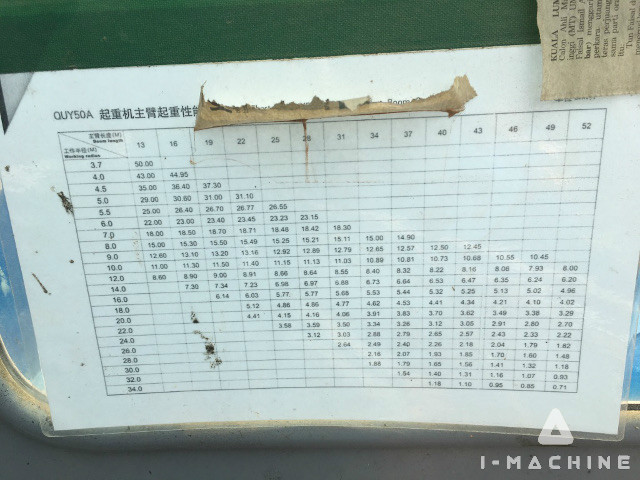 KUALA LUM
QUY50A 起重机主臂起重性能
主臂长度(M)
Boom length
工作半径(M)
Working radius
13 16 19 22 25 28 31 34 37 40 43 46 49 52
3.7 50.00
4.0 43.00 44.95
4.5 35.00 36.40 37.30
5.0 29.00 30.60 31.00 31.10
5.5 25.00 26.40 26.70 26.77 26.55
6.0 22.00 23.00 23.40 23.45 23.23 23.15
7.0 18.00 18.50 18.70 18.71 18.48 18.42 18.30
8.0 15.00 15.30 15.50 15.49 15.25 15.21 15.11 15.00 14.90
9.0 12.60 13.10 13.20 13.16 12.92 12.89 12.79 12.65 12.57 12.50 12.45
10.0 11.00 11.30 11.50 11.40 11.15 11.13 11.03 10.89 10.81 10.73 10.68 10.55 10.45
12.0 8.60 8.90 9.00 8.91 8.66 8.64 8.55 8.40 8.32 8.22 8.16 8.06 7.93 8.00
14.0 7.30 7.34 7.23 6.98 6.97 6.88 6.73 6.64 6.53 6.47 6.35 6.24 6.20
16.0 6.14 6.03 5.77 5.77 5.68 5.53 5.44 5.32 5.25 5.13 5.02 4.96
18.0 5.12 4.86 4.86 4.77 4.62 4.53 4.41 4.34 4.21 4.10 4.02
20.0 4.41 4.15 4.16 4.06 3.91 3.83 3.70 3.62 3.49 3.38 3.29
22.0 3.58 3.59 3.50 3.34 3.26 3.12 3.05 2.91 2.80 2.70
24.0 3.12 3.03 2.88 2.79 2.65 2.57 2.43 2.33 2.22
26.0 2.64 2.49 2.40 2.26 2.18 2.04 1.79 1.82
28.0 2.16 2.07 1.93 1.85 1.70 1.60 1.48
30.0 1.88 1.79 1.65 1.56 1.41 1.32 1.18
32.0 1.54 1.40 1.31 1.16 1.07 0.93
34.0 1.18 1.10 0.95 0.85 0.71
I-MACHINE